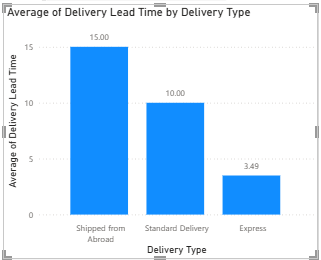 Average of Delivery Lead Time by Delivery Type
Average of Delivery Lead Time
15
10
5
0
15.00
10.00
3.49
Shipped from
Abroad
Standard Delivery
Express
Delivery Type